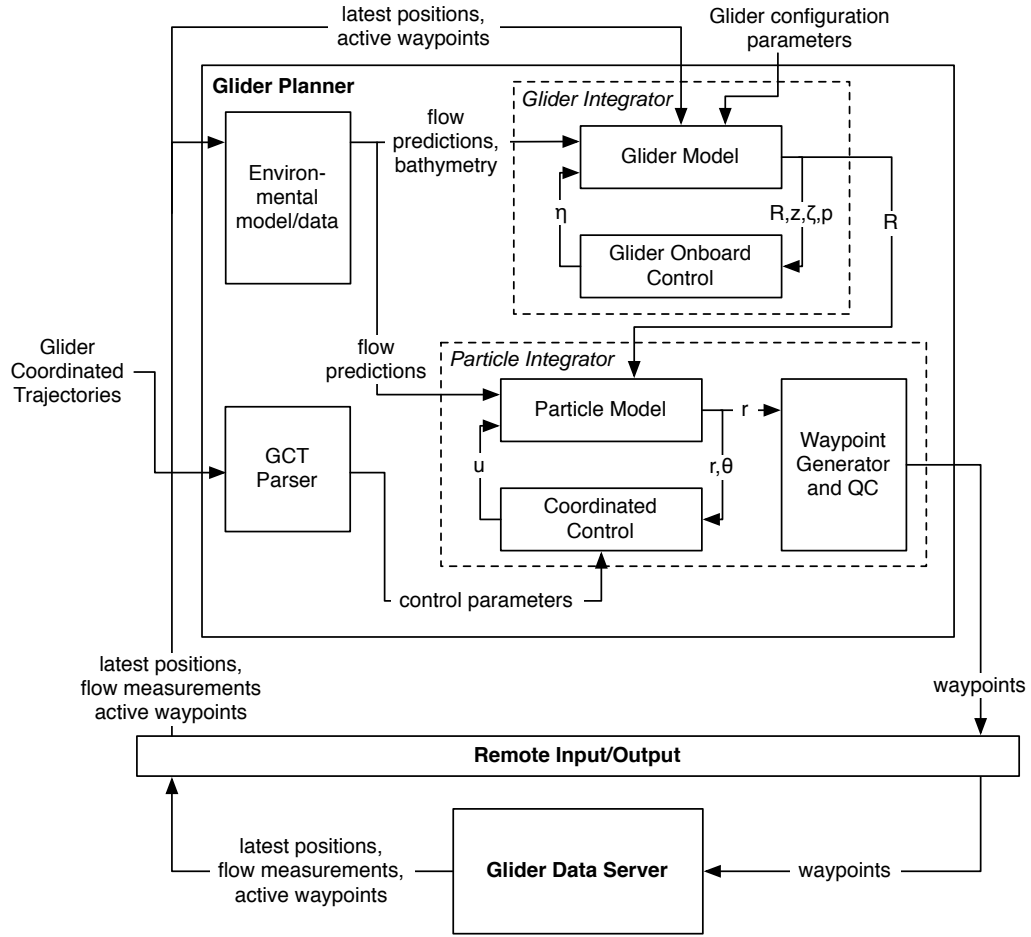 latest positions,
active waypoints
Glider configuration
parameters
Glider Planner
Glider Integrator
flow
predictions,
bathymetry
Environ-
mental
model/data
Glider Model
η
R,z,ζ,p
R
Glider Onboard
Control
Glider
Coordinated
Trajectories
flow
predictions
Particle Integrator
Particle Model
r
Waypoint
Generator
and QC
GCT
Parser
u
r,θ
Coordinated
Control
control parameters
latest positions,
flow measurements
active waypoints
waypoints
Remote Input/Output
latest positions,
flow measurements,
active waypoints
Glider Data Server
waypoints